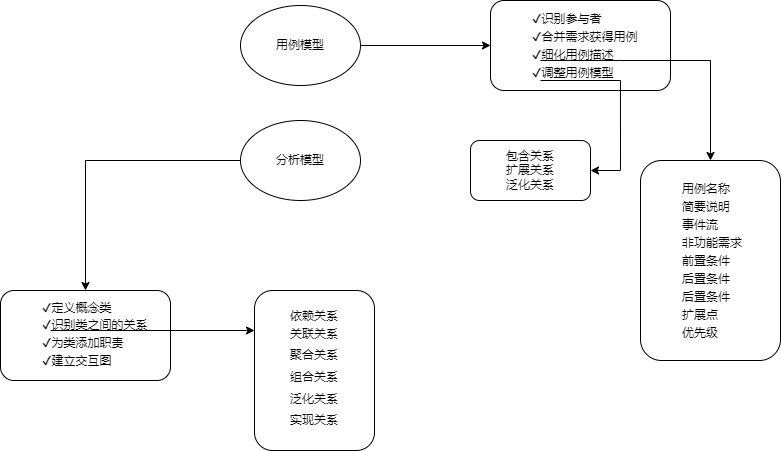 用例模型
✓识别参与者
✓合并需求获得用例
✓细化用例描述
✓调整用例模型
分析模型
包含关系
扩展关系
泛化关系
用例名称
简要说明
事件流
非功能需求
前置条件
后置条件
后置条件
扩展点
优先级
✓定义概念类
✓识别类之间的关系
✓为类添加职责
✓建立交互图
依赖关系
关联关系
聚合关系
组合关系
泛化关系
实现关系